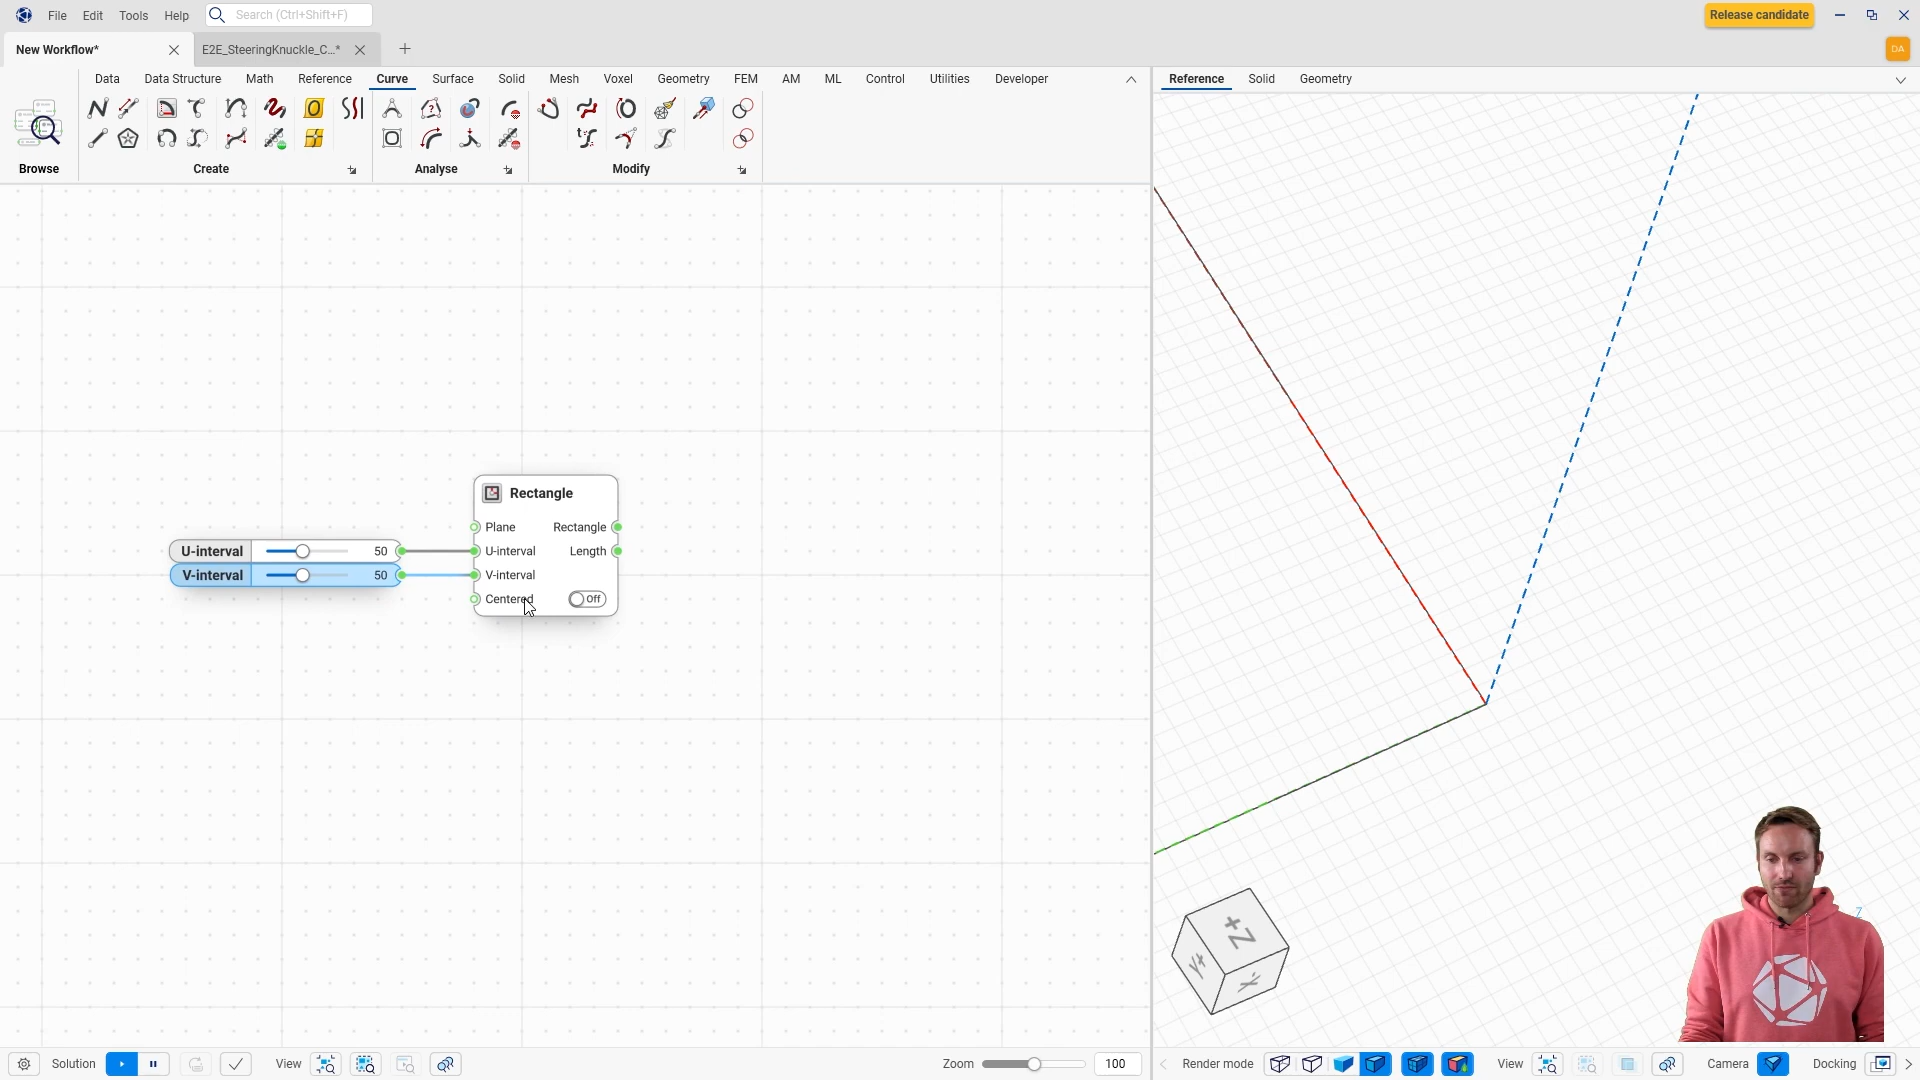 File Edit Tools Help Search (Ctrl+Shift+F) Release candidate
New Workflow* E2E_SteeringKnuckle_C...* DA
Data Data Structure Math Reference Curve Surface Solid Mesh Voxel Geometry FEM AM ML Control Utilities Developer
Reference Solid Geometry
Browse Create Analyse Modify
Rectangle
Plane Rectangle
U-interval 50 U-interval Length
V-interval 50 V-interval
Centered Off
+Z
Y+
X-
Z
Solution View Zoom 100 Render mode View Camera Docking